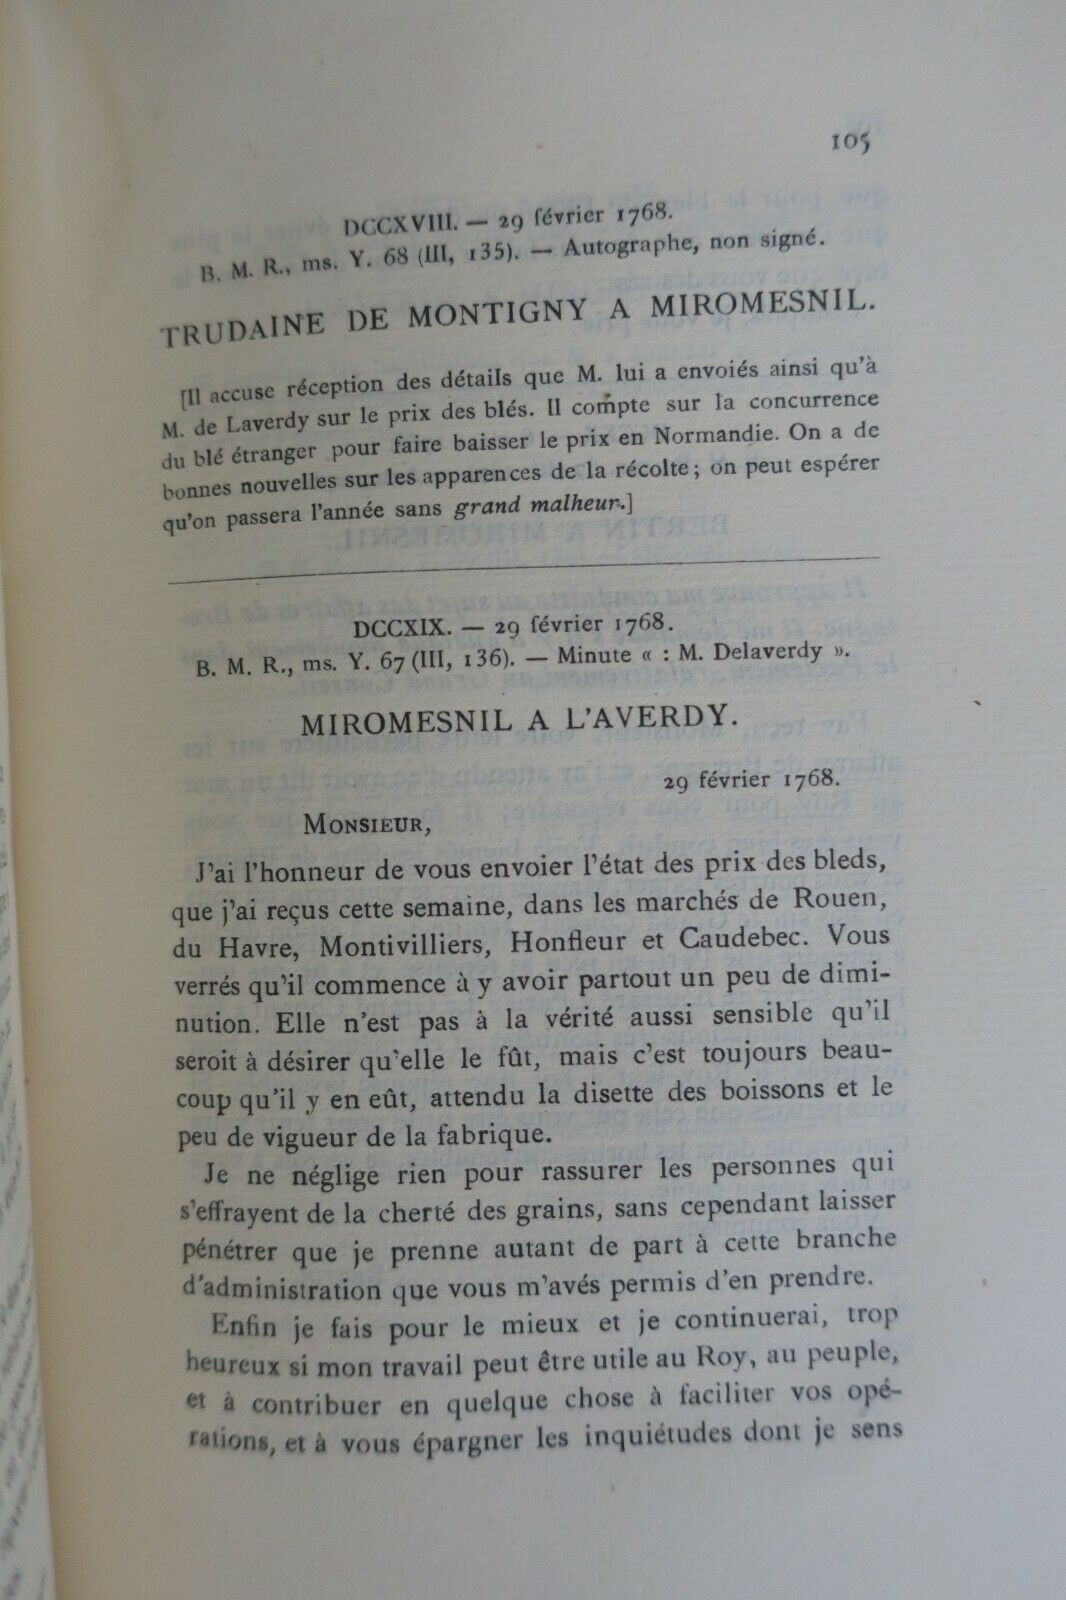 105
DCCXVIII. — 29 février 1768.
B. M. R., ms. Y. 68 (III, 135). — Autographe, non signé.
TRUDAINE DE MONTIGNY A MIROMESNIL.
[Il accuse réception des détails que M. lui a envoiés ainsi qu'à
M. de Laverdy sur le prix des blés. Il compte sur la concurrence
du blé étranger pour faire baisser le prix en Normandie. On a de
bonnes nouvelles sur les apparences de la récolte; on peut espérer
qu'on passera l'année sans grand malheur.]
DCCXIX. — 29 février 1768.
B. M. R., ms. Y. 67 (III, 136). — Minute « : M. Delaverdy ».
MIROMESNIL A L'AVERDY.
29 février 1768.
MONSIEUR,
J'ai l'honneur de vous envoier l'état des prix des bleds,
que j'ai reçus cette semaine, dans les marchés de Rouen,
du Havre, Montivilliers, Honfleur et Caudebec. Vous
verrés qu'il commence à y avoir partout un peu de dimi-
nution. Elle n'est pas à la vérité aussi sensible qu'il
seroit à désirer qu'elle le fût, mais c'est toujours beau-
coup qu'il y en eût, attendu la disette des boissons et le
peu de vigueur de la fabrique.
Je ne néglige rien pour rassurer les personnes qui
s'effrayent de la cherté des grains, sans cependant laisser
pénétrer que je prenne autant de part à cette branche
d'administration que vous m'avés permis d'en prendre.
Enfin je fais pour le mieux et je continuerai, trop
heureux si mon travail peut être utile au Roy, au peuple,
et à contribuer en quelque chose à faciliter vos opé-
rations, et à vous épargner les inquiétudes dont je sens